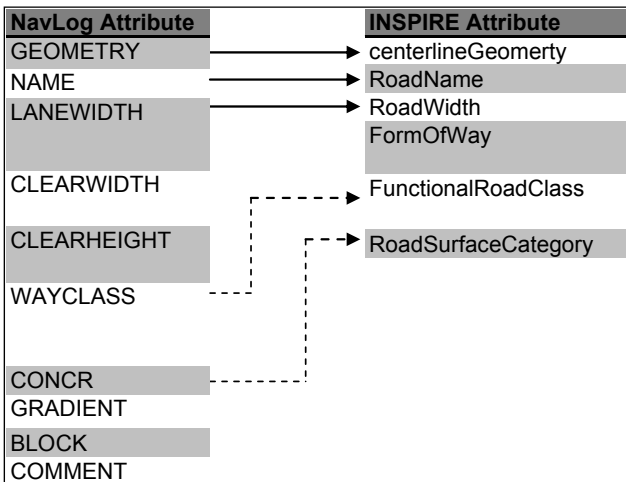 NavLog Attribute
INSPIRE Attribute
GEOMETRY
centerlineGeomerty
NAME
RoadName
LANEWIDTH
RoadWidth
FormOfWay
CLEARWIDTH
FunctionalRoadClass
CLEARHEIGHT
RoadSurfaceCategory
WAYCLASS
CONCR
GRADIENT
BLOCK
COMMENT